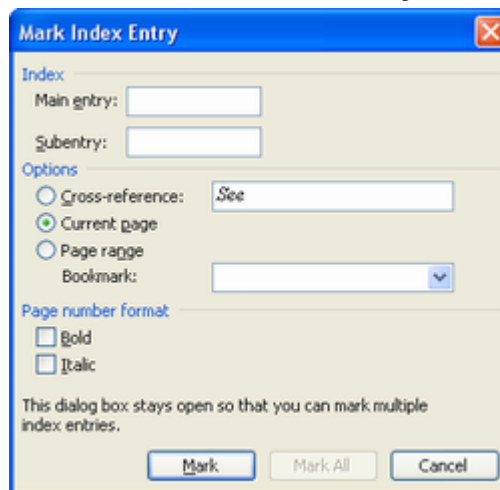 Mark Index Entry
Index
Main entry:
Subentry:
Options
Cross-reference: See
Current page
Page range
Bookmark:
Page number format
Bold
Italic
This dialog box stays open so that you can mark multiple
index entries.
Mark Mark All Cancel